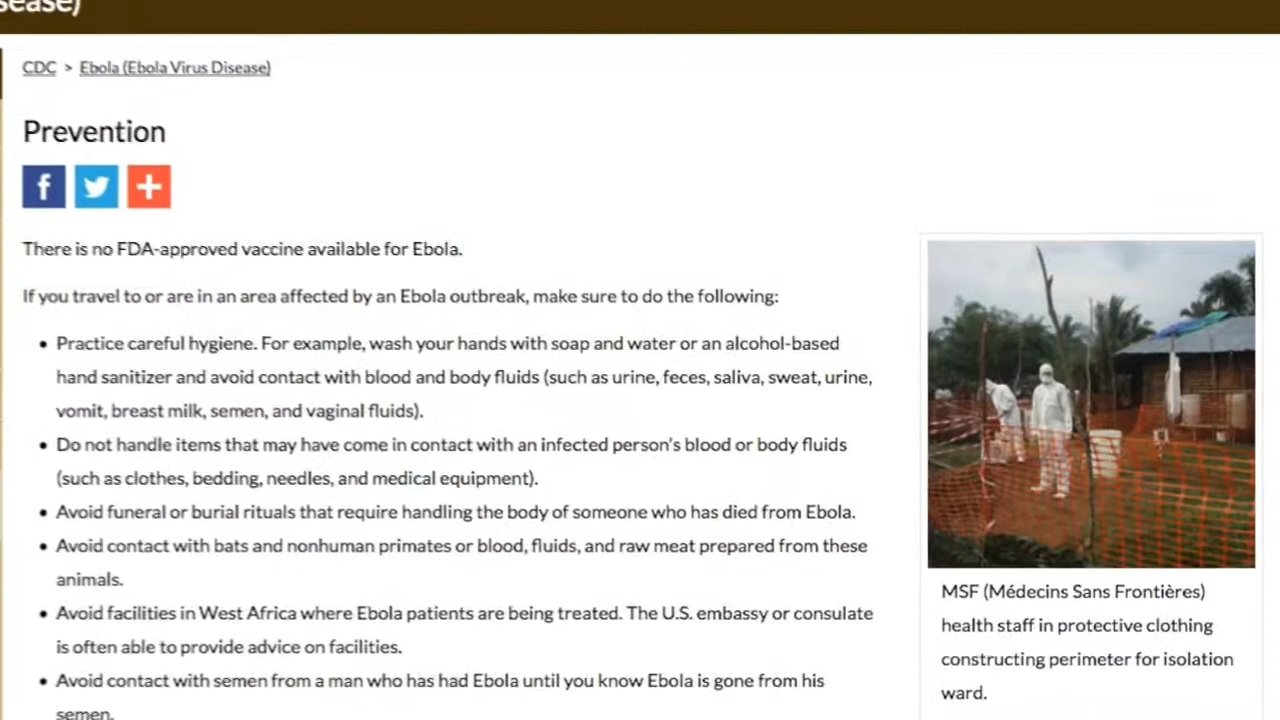 sease)
CDC > Ebola (Ebola Virus Disease)
Prevention
There is no FDA-approved vaccine available for Ebola.
If you travel to or are in an area affected by an Ebola outbreak, make sure to do the following:
• Practice careful hygiene. For example, wash your hands with soap and water or an alcohol-based
hand sanitizer and avoid contact with blood and body fluids (such as urine, feces, saliva, sweat, urine,
vomit, breast milk, semen, and vaginal fluids).
• Do not handle items that may have come in contact with an infected person's blood or body fluids
(such as clothes, bedding, needles, and medical equipment).
• Avoid funeral or burial rituals that require handling the body of someone who has died from Ebola.
• Avoid contact with bats and nonhuman primates or blood, fluids, and raw meat prepared from these
animals.
• Avoid facilities in West Africa where Ebola patients are being treated. The U.S. embassy or consulate
is often able to provide advice on facilities.
• Avoid contact with semen from a man who has had Ebola until you know Ebola is gone from his
semen.
MSF (Médecins Sans Frontières)
health staff in protective clothing
constructing perimeter for isolation
ward.